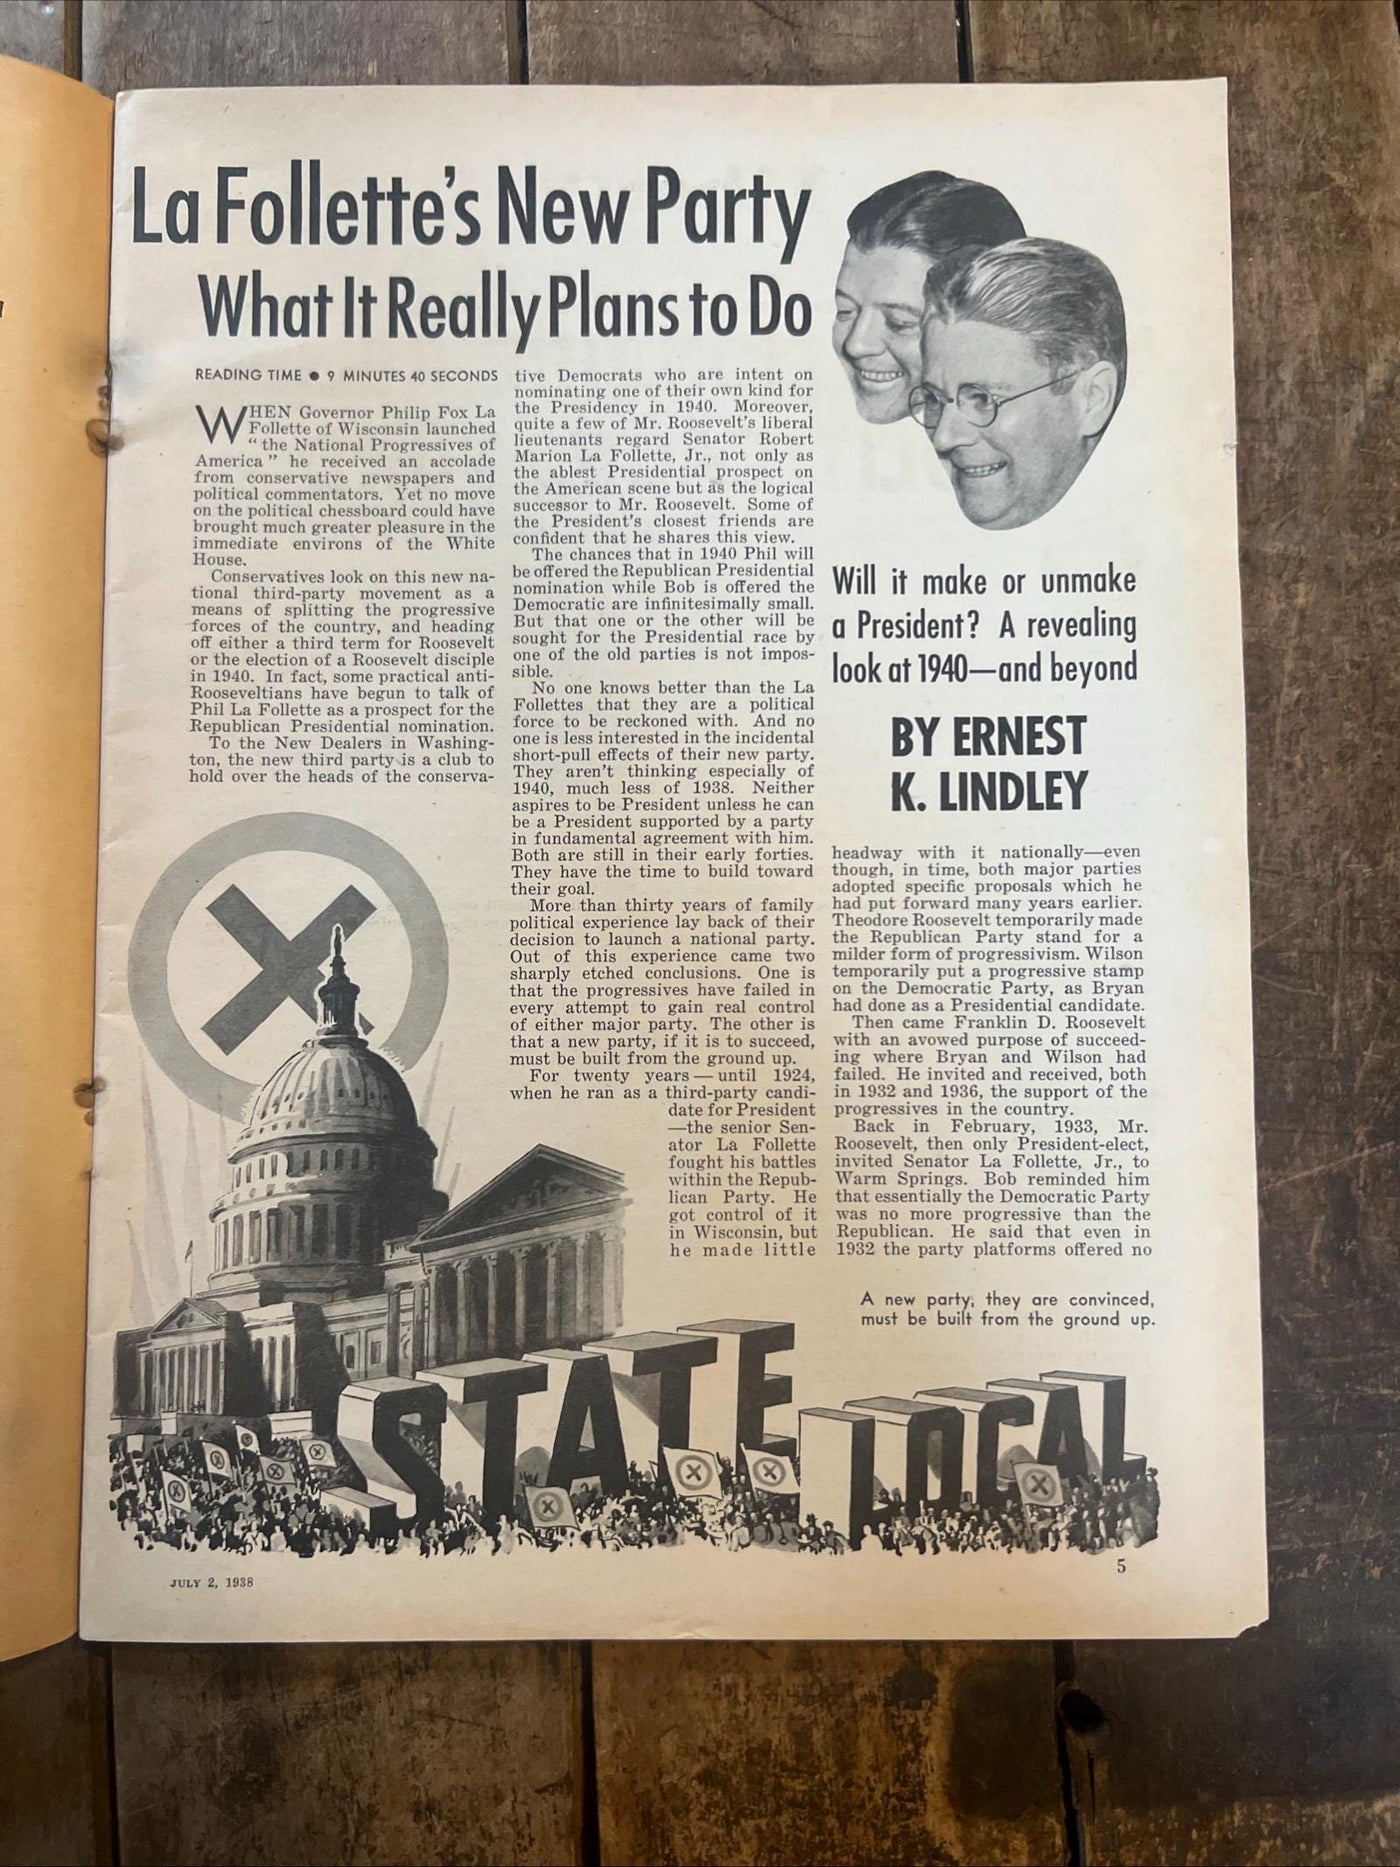 La Follette's New Party
What It Really Plans to Do
READING TIME ● 9 MINUTES 40 SECONDS
WHEN Governor Philip Fox La
Follette of Wisconsin launched
“the National Progressives of
America” he received an accolade
from conservative newspapers and
political commentators. Yet no move
on the political chessboard could have
brought much greater pleasure in the
immediate environs of the White
House.
Conservatives look on this new na-
tional third-party movement as a
means of splitting the progressive
forces of the country, and heading
off either a third term for Roosevelt
or the election of a Roosevelt disciple
in 1940. In fact, some practical anti-
Rooseveltians have begun to talk of
Phil La Follette as a prospect for the
Republican Presidential nomination.
To the New Dealers in Washing-
ton, the new third party is a club to
hold over the heads of the conserva-
tive Democrats who are intent on
nominating one of their own kind for
the Presidency in 1940. Moreover,
quite a few of Mr. Roosevelt's liberal
lieutenants regard Senator Robert
Marion La Follette, Jr., not only as
the ablest Presidential prospect on
the American scene but as the logical
successor to Mr. Roosevelt. Some of
the President's closest friends are
confident that he shares this view.
The chances that in 1940 Phil will
be offered the Republican Presidential
nomination while Bob is offered the
Democratic are infinitesimally small.
But that one or the other will be
sought for the Presidential race by
one of the old parties is not impos-
sible.
No one knows better than the La
Follettes that they are a political
force to be reckoned with. And no
one is less interested in the incidental
short-pull effects of their new party.
They aren't thinking especially of
1940, much less of 1938. Neither
aspires to be President unless he can
be a President supported by a party
in fundamental agreement with him.
Both are still in their early forties.
They have the time to build toward
their goal.
More than thirty years of family
political experience lay back of their
decision to launch a national party.
Out of this experience came two
sharply etched conclusions. One is
that the progressives have failed in
every attempt to gain real control
of either major party. The other is
that a new party, if it is to succeed,
must be built from the ground up.
For twenty years—until 1924,
when he ran as a third-party candi-
date for President
—the senior Sen-
ator La Follette
fought his battles
within the Repub-
lican Party. He
got control of it
in Wisconsin, but
he made little
Will it make or unmake
a President? A revealing
look at 1940—and beyond
BY ERNEST
K. LINDLEY
headway with it nationally—even
though, in time, both major parties
adopted specific proposals which he
had put forward many years earlier.
Theodore Roosevelt temporarily made
the Republican Party stand for a
milder form of progressivism. Wilson
temporarily put a progressive stamp
on the Democratic Party, as Bryan
had done as a Presidential candidate.
Then came Franklin D. Roosevelt
with an avowed purpose of succeed-
ing where Bryan and Wilson had
failed. He invited and received, both
in 1932 and 1936, the support of the
progressives in the country.
Back in February, 1933, Mr.
Roosevelt, then only President-elect,
invited Senator La Follette, Jr., to
Warm Springs. Bob reminded him
that essentially the Democratic Party
was no more progressive than the
Republican. He said that even in
1932 the party platforms offered no
A new party, they are convinced,
must be built from the ground up.
STATE
LOCAL
JULY 2, 1938
5